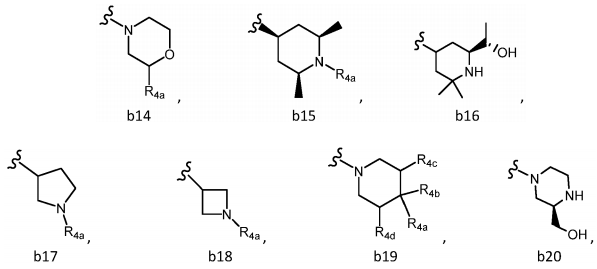 N O R4a ,
b14
N R4a ,
b15
OH NH ,
b16
N R4a ,
b17
N R4a ,
b18
N R4c R4b R4a R4d ,
b19
N NH OH
b20